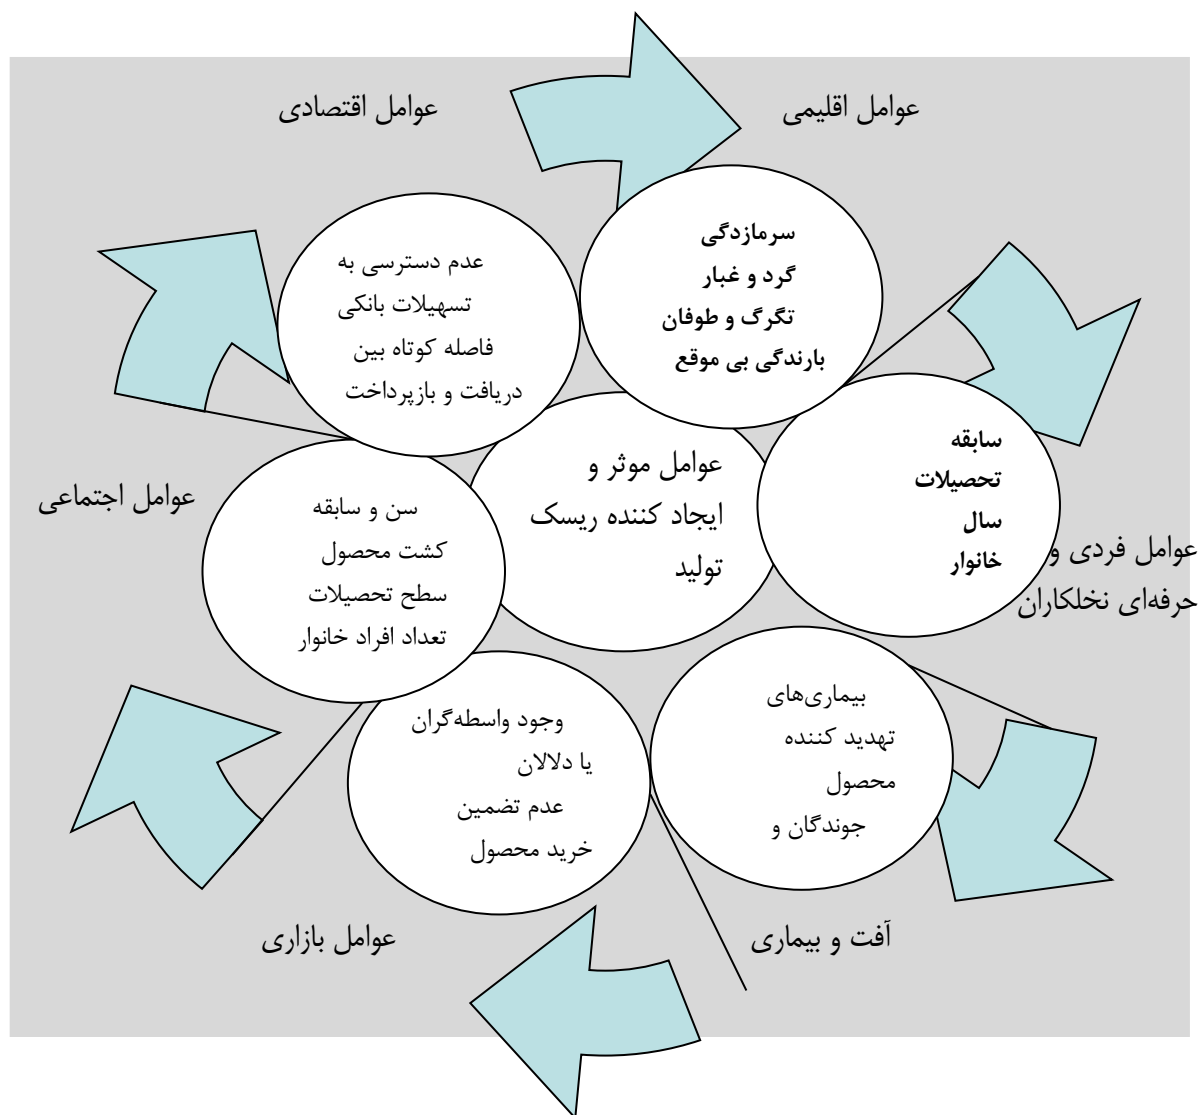 عوامل اقتصادی
عوامل اقلیمی
سرمازدگی
گرد و غبار
تگرگ و طوفان
بارندگی بی موقع
عدم دسترسی به
تسهیلات بانکی
فاصله کوتاه بین
دریافت و بازپرداخت
سابقه
تحصیلات
سال
خانوار
عوامل موثر و
ایجاد کننده ریسک
تولید
عوامل فردی و
حرفه‌ای نخلکاران
عوامل اجتماعی
سن و سابقه
کشت محصول
سطح تحصیلات
تعداد افراد خانوار
بیماری‌های
تهدید کننده
محصول
جوندگان و
وجود واسطه‌گران
یا دلالان
عدم تضمین
خرید محصول
آفت و بیماری
عوامل بازاری